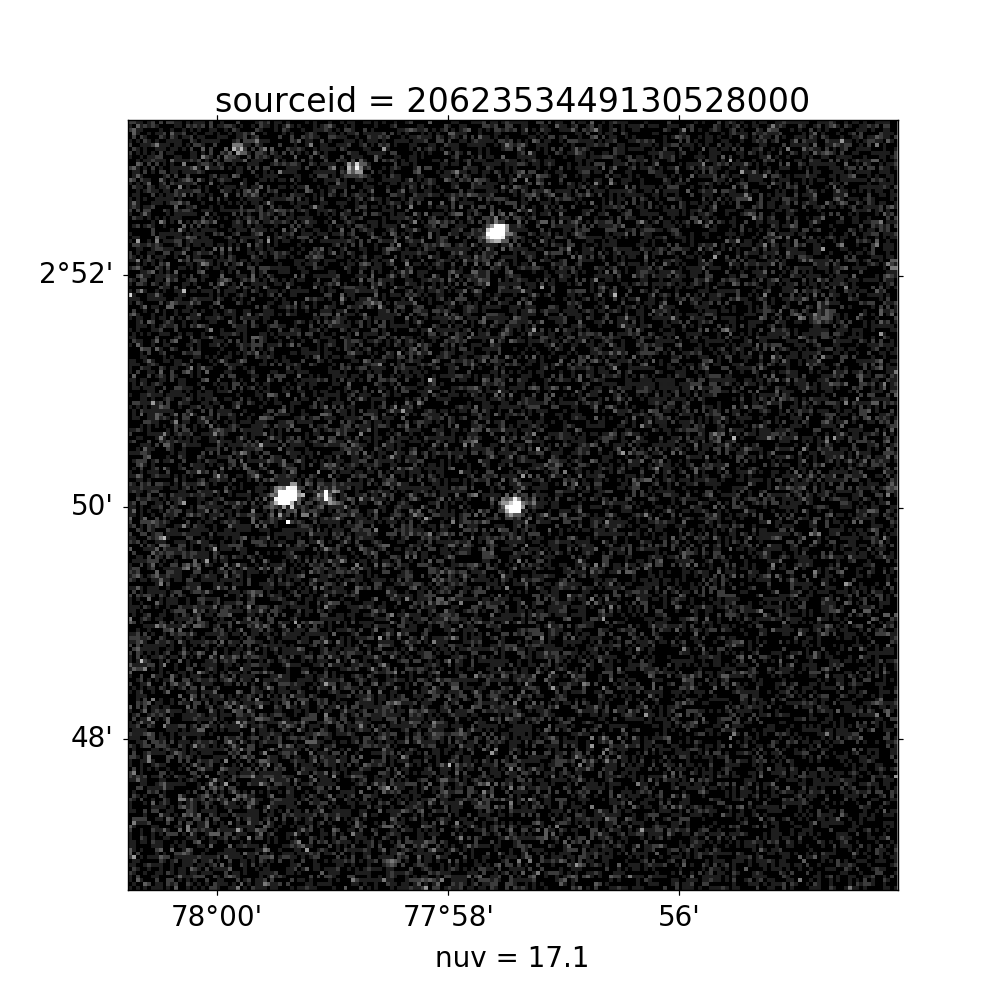 sourceid = 2062353449130528000
2°52'
50'
48'
78°00' 77°58' 56'
nuv = 17.1